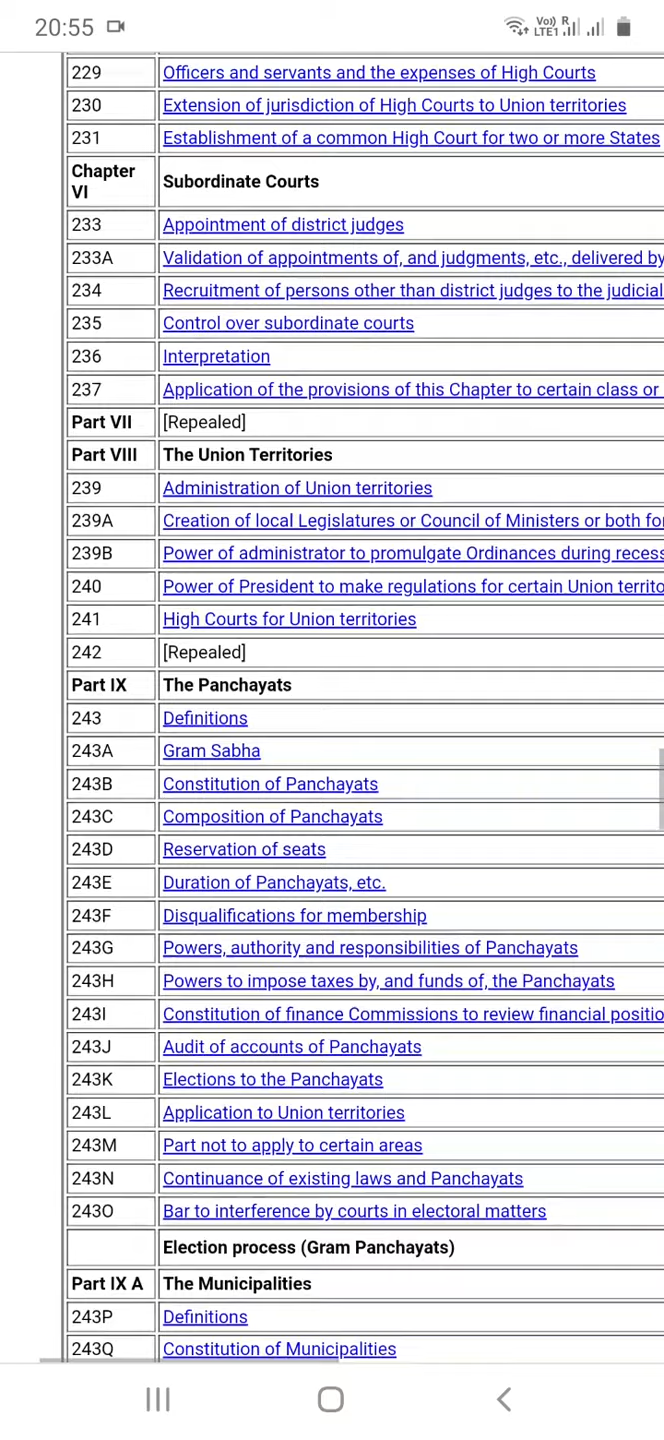 20:55
Vo)) R
LTE1
229 Officers and servants and the expenses of High Courts
230 Extension of jurisdiction of High Courts to Union territories
231 Establishment of a common High Court for two or more States
Chapter VI Subordinate Courts
233 Appointment of district judges
233A Validation of appointments of, and judgments, etc., delivered by
234 Recruitment of persons other than district judges to the judicial
235 Control over subordinate courts
236 Interpretation
237 Application of the provisions of this Chapter to certain class or
Part VII [Repealed]
Part VIII The Union Territories
239 Administration of Union territories
239A Creation of local Legislatures or Council of Ministers or both fo
239B Power of administrator to promulgate Ordinances during recess
240 Power of President to make regulations for certain Union territo
241 High Courts for Union territories
242 [Repealed]
Part IX The Panchayats
243 Definitions
243A Gram Sabha
243B Constitution of Panchayats
243C Composition of Panchayats
243D Reservation of seats
243E Duration of Panchayats, etc.
243F Disqualifications for membership
243G Powers, authority and responsibilities of Panchayats
243H Powers to impose taxes by, and funds of, the Panchayats
243I Constitution of finance Commissions to review financial positio
243J Audit of accounts of Panchayats
243K Elections to the Panchayats
243L Application to Union territories
243M Part not to apply to certain areas
243N Continuance of existing laws and Panchayats
243O Bar to interference by courts in electoral matters
Election process (Gram Panchayats)
Part IX A The Municipalities
243P Definitions
243Q Constitution of Municipalities